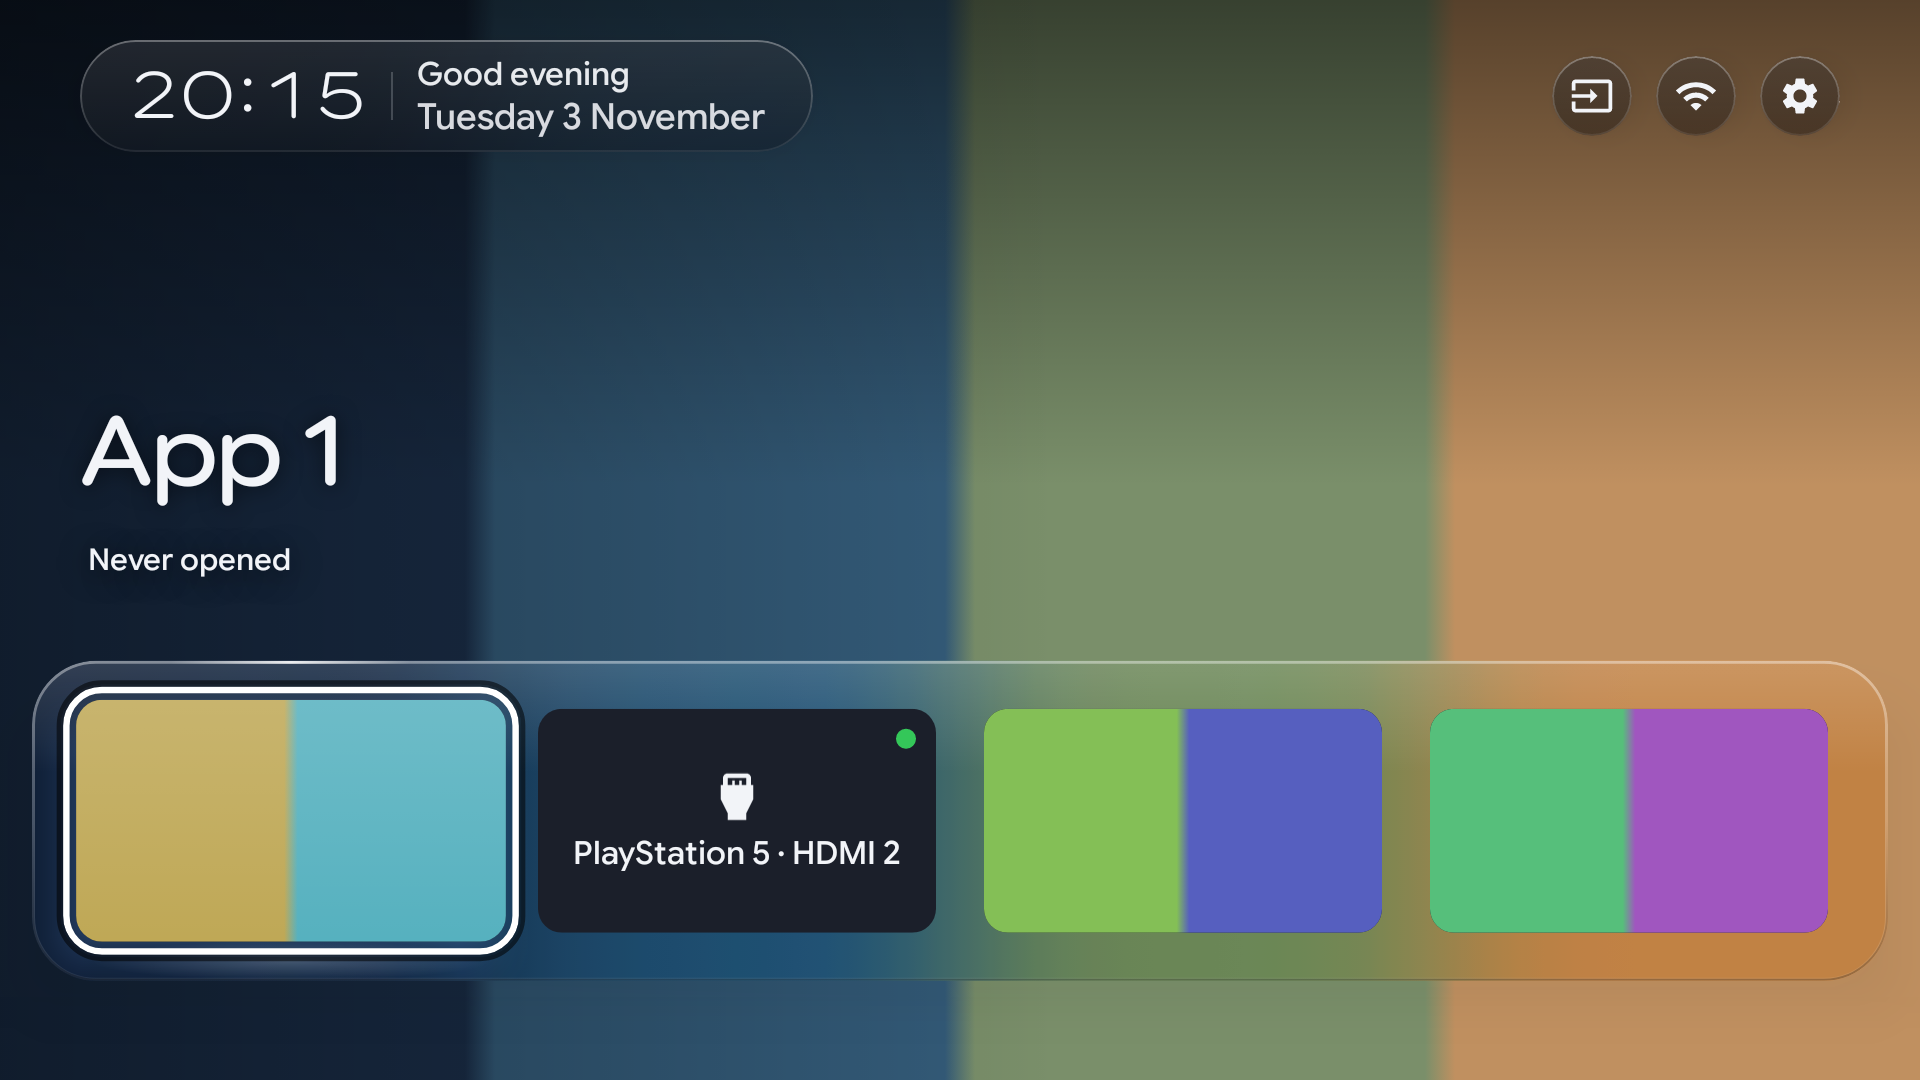 20:15
Good evening
Tuesday 3 November
App 1
Never opened
PlayStation 5 · HDMI 2